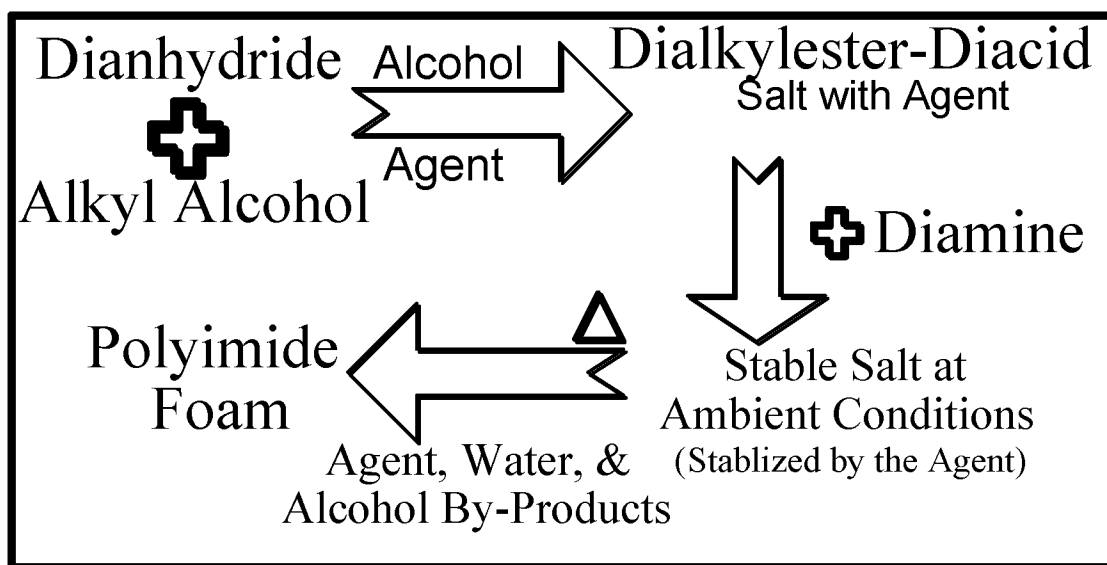 Dianhydride
Alkyl Alcohol
Alcohol
Agent
Dialkylester-Diacid
Salt with Agent
Diamine
Stable Salt at
Ambient Conditions
(Stablized by the Agent)
Δ
Agent, Water, &
Alcohol By-Products
Polyimide
Foam